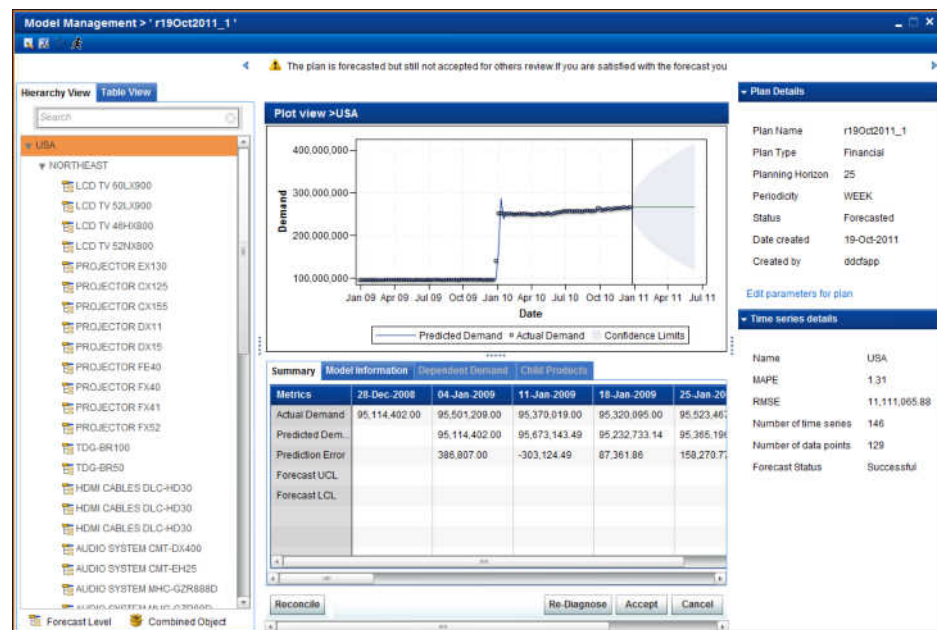 Model Management > ' r19Oct2011_1 '
The plan is forecasted but still not accepted for others review.If you are satisfied with the forecast you
Hierarchy View Table View
Search
USA
NORTHEAST
LCD TV 60LX900
LCD TV 52LX900
LCD TV 46HX800
LCD TV 52NX800
PROJECTOR EX130
PROJECTOR CX125
PROJECTOR CX155
PROJECTOR DX11
PROJECTOR DX15
PROJECTOR FE40
PROJECTOR FX40
PROJECTOR FX41
PROJECTOR FX52
TDG-BR100
TDG-BR50
HDMI CABLES DLC-HD30
HDMI CABLES DLC-HD30
HDMI CABLES DLC-HD30
AUDIO SYSTEM CMT-DX400
AUDIO SYSTEM CMT-EH25
AUDIO SYSTEM MHC-GZR888D
Forecast Level Combined Object
Plot view >USA
400,000,000
300,000,000
200,000,000
100,000,000
Demand
Jan 09 Apr 09 Jul 09 Oct 09 Jan 10 Apr 10 Jul 10 Oct 10 Jan 11 Apr 11 Jul 11
Date
Predicted Demand Actual Demand Confidence Limits
Summary Model Information Dependent Demand Child Products
Metrics 28-Dec-2008 04-Jan-2009 11-Jan-2009 18-Jan-2009 25-Jan-20
Actual Demand 95,114,402.00 95,501,209.00 95,370,019.00 95,320,095.00 95,523,467
Predicted Dem... 95,114,402.00 95,673,143.49 95,232,733.14 95,365,196
Prediction Error 386,807.00 -303,124.49 87,361.86 158,270.77
Forecast UCL
Forecast LCL
Reconcile Re-Diagnose Accept Cancel
Plan Details
Plan Name r19Oct2011_1
Plan Type Financial
Planning Horizon 25
Periodicity WEEK
Status Forecasted
Date created 19-Oct-2011
Created by ddcfapp
Edit parameters for plan
Time series details
Name USA
MAPE 1.31
RMSE 11,111,065.88
Number of time series 146
Number of data points 129
Forecast Status Successful